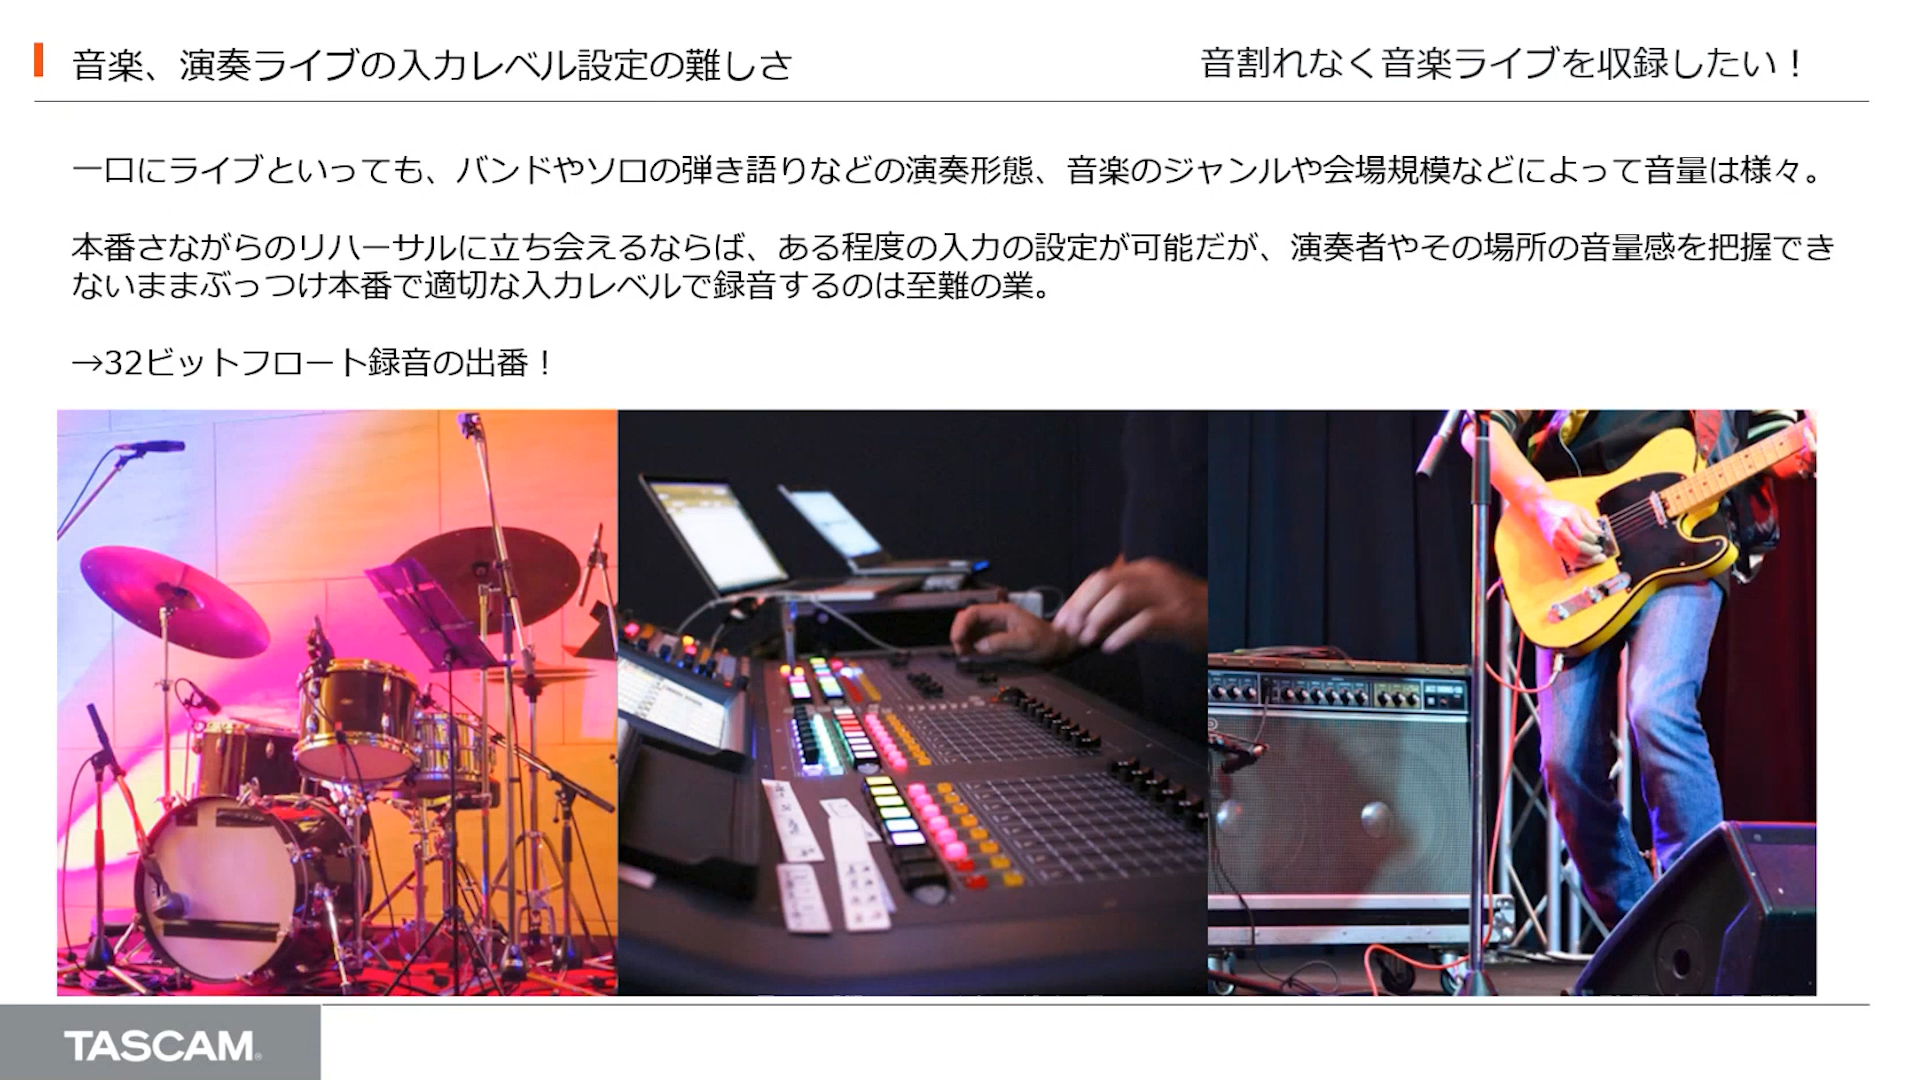 音楽、演奏ライブの入力レベル設定の難しさ
音割れなく音楽ライブを収録したい！
一口にライブといっても、バンドやソロの弾き語りなどの演奏形態、音楽のジャンルや会場規模などによって音量は様々。
本番さながらのリハーサルに立ち会えるならば、ある程度の入力の設定が可能だが、演奏者やその場所の音量感を把握でき
ないままぶっつけ本番で適切な入力レベルで録音するのは至難の業。
→32ビットフロート録音の出番！
TASCAM